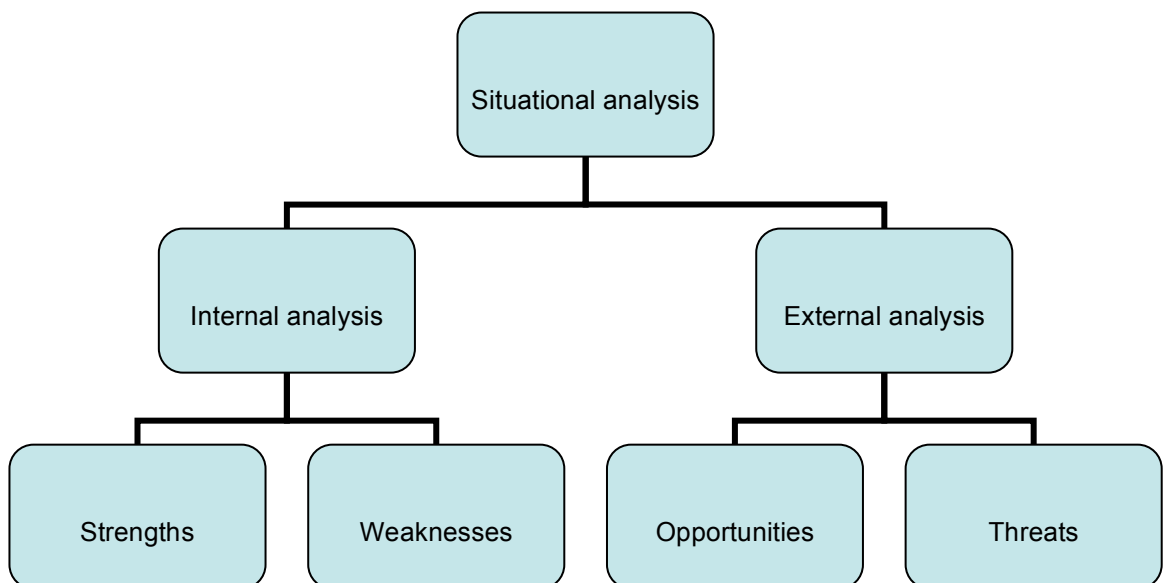 Situational analysis
Internal analysis
External analysis
Strengths
Weaknesses
Opportunities
Threats